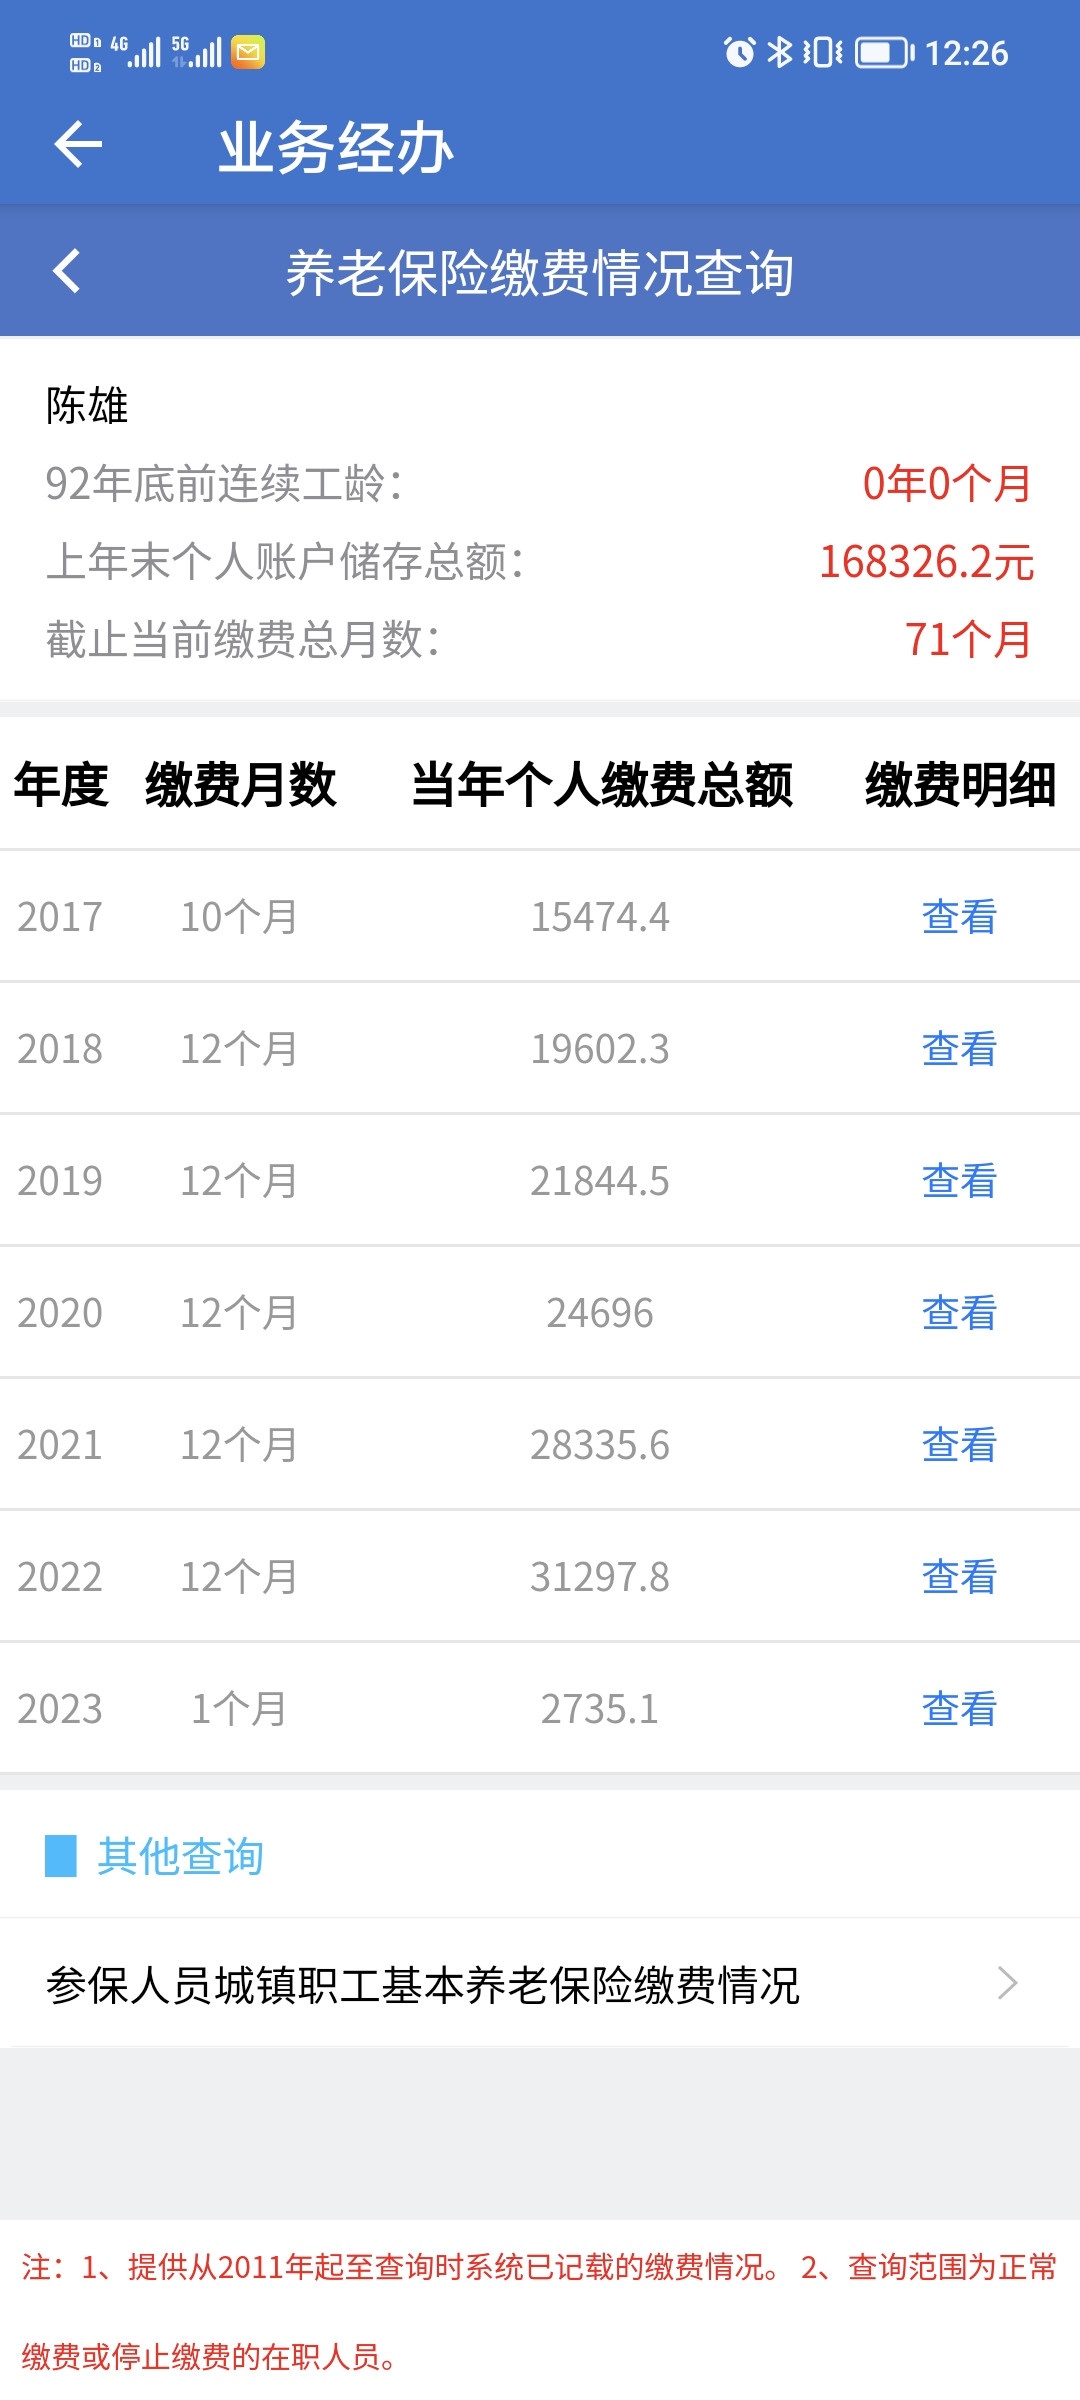 HD 1 4G 5G 12:26
HD 2
业务经办
养老保险缴费情况查询
陈雄
92年底前连续工龄： 0年0个月
上年末个人账户储存总额： 168326.2元
截止当前缴费总月数： 71个月
年度 缴费月数 当年个人缴费总额 缴费明细
2017 10个月 15474.4 查看
2018 12个月 19602.3 查看
2019 12个月 21844.5 查看
2020 12个月 24696 查看
2021 12个月 28335.6 查看
2022 12个月 31297.8 查看
2023 1个月 2735.1 查看
其他查询
参保人员城镇职工基本养老保险缴费情况
注：1、提供从2011年起至查询时系统已记载的缴费情况。 2、查询范围为正常
缴费或停止缴费的在职人员。